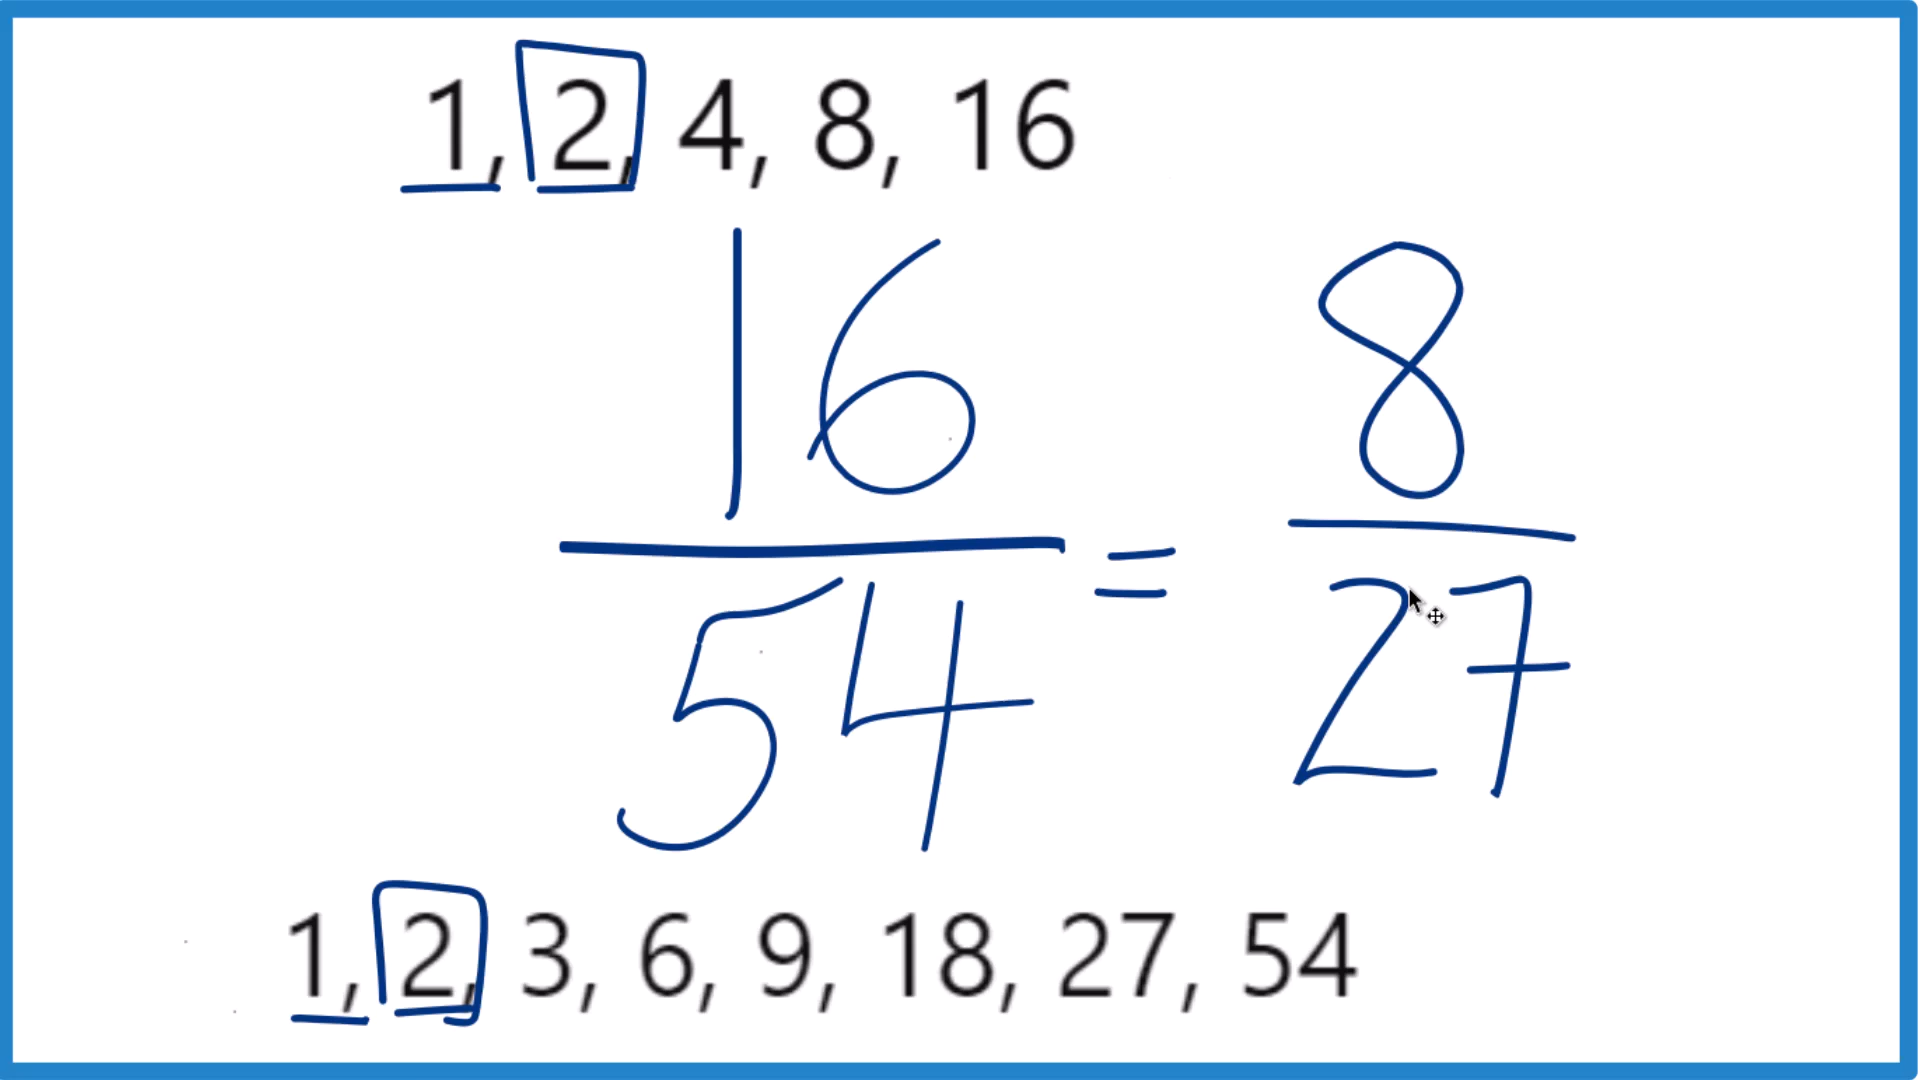 1, 2, 4, 8, 16
16/54 = 8/27
1, 2, 3, 6, 9, 18, 27, 54